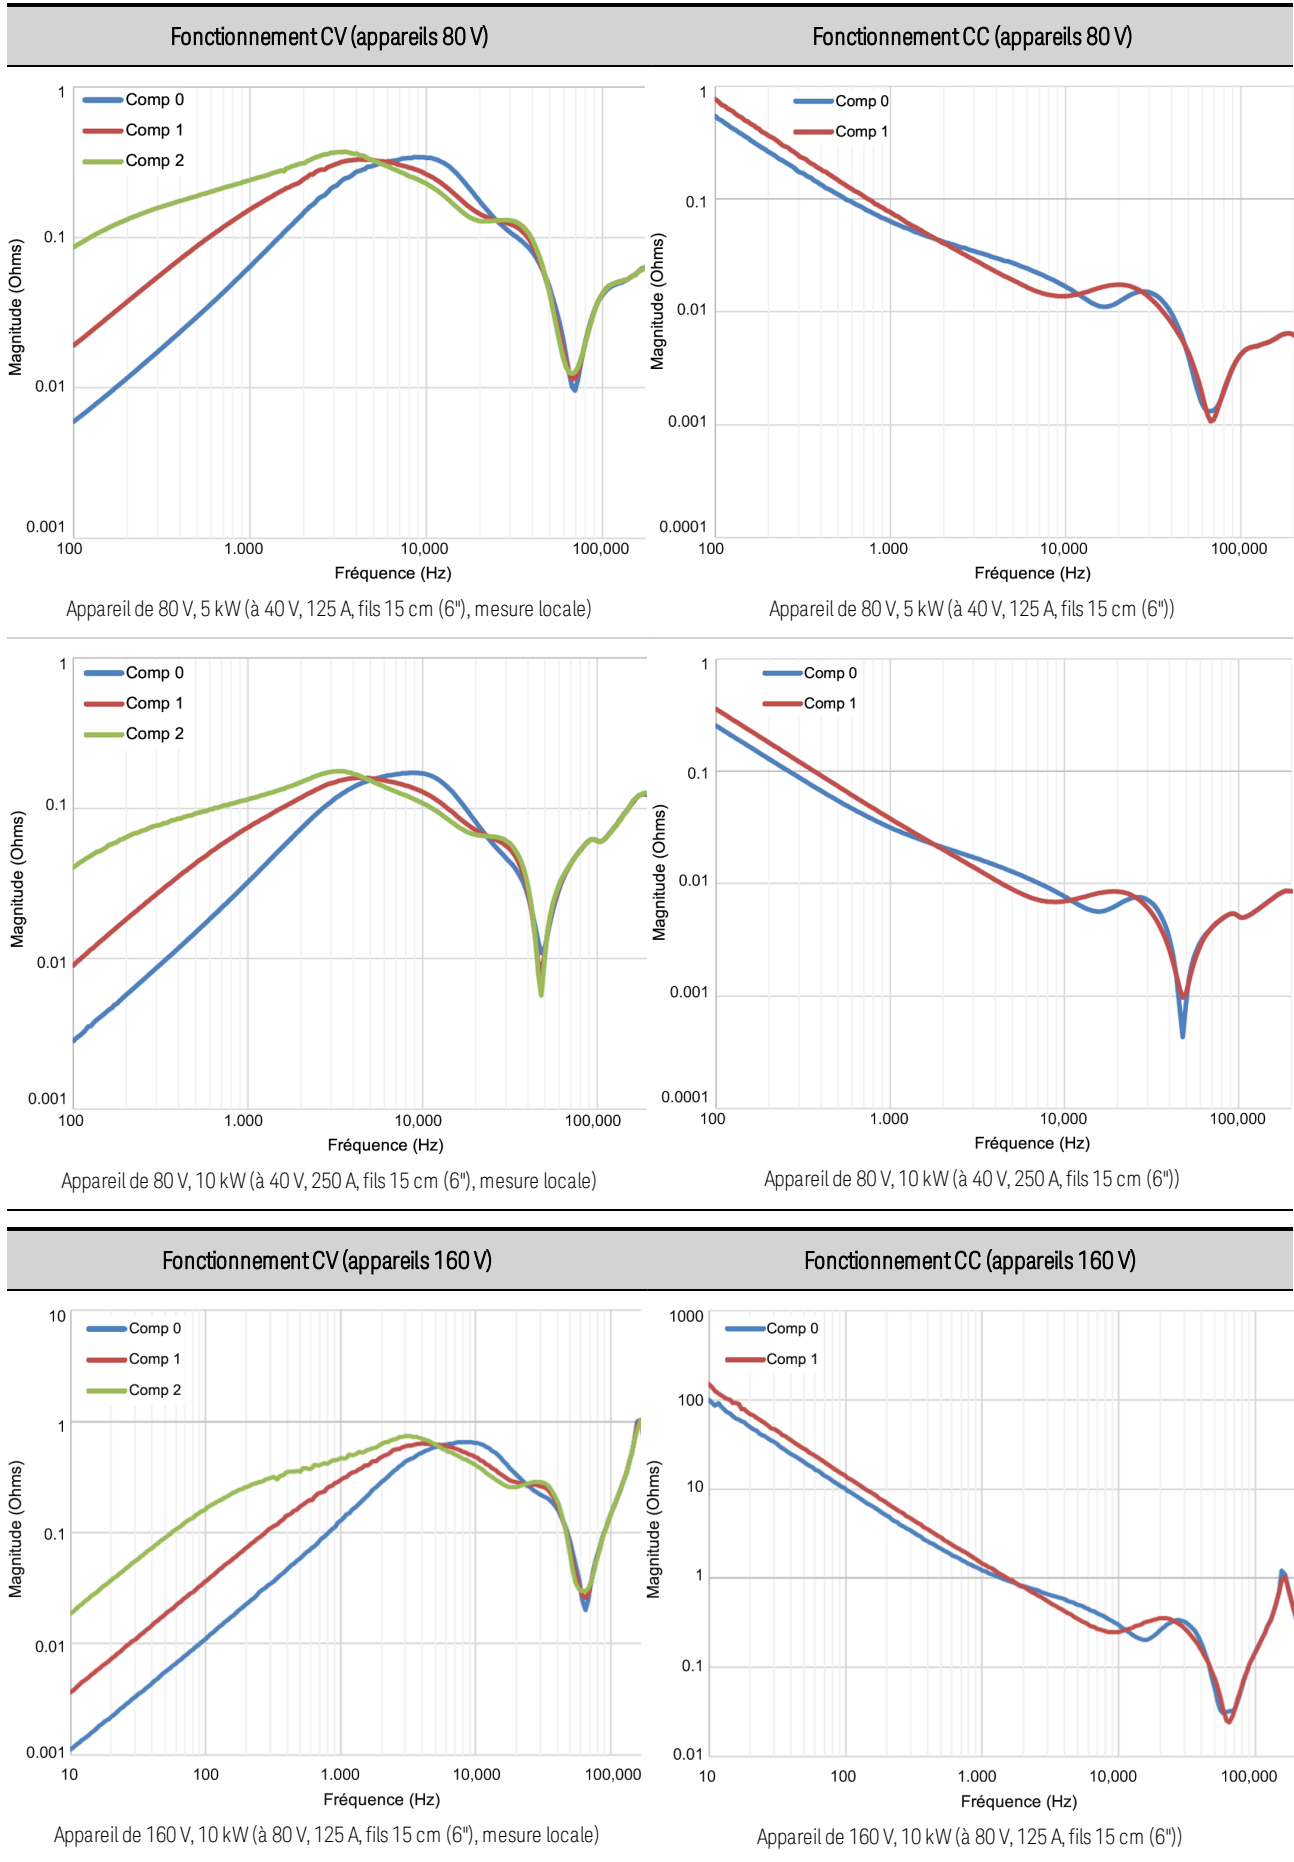 Fonctionnement CV (appareils 80 V)
Fonctionnement CC (appareils 80 V)
1
0.1
0.01
0.001
Magnitude (Ohms)
Comp 0
Comp 1
Comp 2
100
1.000
10,000
100,000
Fréquence (Hz)
Appareil de 80 V, 5 kW (à 40 V, 125 A, fils 15 cm (6"), mesure locale)
1
0.1
0.01
0.001
0.0001
Magnitude (Ohms)
Comp 0
Comp 1
100
1.000
10,000
100,000
Fréquence (Hz)
Appareil de 80 V, 5 kW (à 40 V, 125 A, fils 15 cm (6"))
1
0.1
0.01
0.001
Magnitude (Ohms)
Comp 0
Comp 1
Comp 2
100
1.000
10,000
100,000
Fréquence (Hz)
Appareil de 80 V, 10 kW (à 40 V, 250 A, fils 15 cm (6"), mesure locale)
1
0.1
0.01
0.001
0.0001
Magnitude (Ohms)
Comp 0
Comp 1
100
1.000
10,000
100,000
Fréquence (Hz)
Appareil de 80 V, 10 kW (à 40 V, 250 A, fils 15 cm (6"))
Fonctionnement CV (appareils 160 V)
Fonctionnement CC (appareils 160 V)
10
1
0.1
0.01
0.001
Magnitude (Ohms)
Comp 0
Comp 1
Comp 2
10
100
1.000
10,000
100,000
Fréquence (Hz)
Appareil de 160 V, 10 kW (à 80 V, 125 A, fils 15 cm (6"), mesure locale)
1000
100
10
1
0.1
0.01
Magnitude (Ohms)
Comp 0
Comp 1
10
100
1.000
10,000
100,000
Fréquence (Hz)
Appareil de 160 V, 10 kW (à 80 V, 125 A, fils 15 cm (6"))